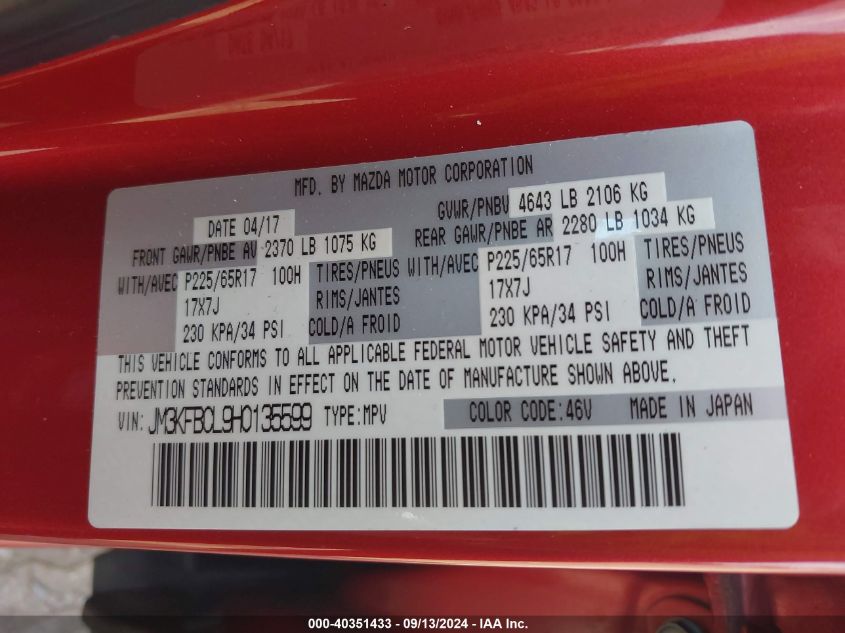 MFD. BY MAZDA MOTOR CORPORATION
DATE 04/17 GVWR/PNBV 4643 LB 2106 KG
FRONT GAWR/PNBE AV 2370 LB 1075 KG REAR GAWR/PNBE AR 2280 LB 1034 KG
WITH/AVEC P225/65R17 100H TIRES/PNEUS WITH/AVEC P225/65R17 100H TIRES/PNEUS
17X7J RIMS/JANTES 17X7J RIMS/JANTES
230 KPA/34 PSI COLD/A FROID 230 KPA/34 PSI COLD/A FROID
THIS VEHICLE CONFORMS TO ALL APPLICABLE FEDERAL MOTOR VEHICLE SAFETY AND THEFT
PREVENTION STANDARDS IN EFFECT ON THE DATE OF MANUFACTURE SHOWN ABOVE.
VIN: JM3KFBCL9H0135599 TYPE:MPV COLOR CODE:46V MADE IN JAPAN
000-40351433 - 09/13/2024 - IAA Inc.